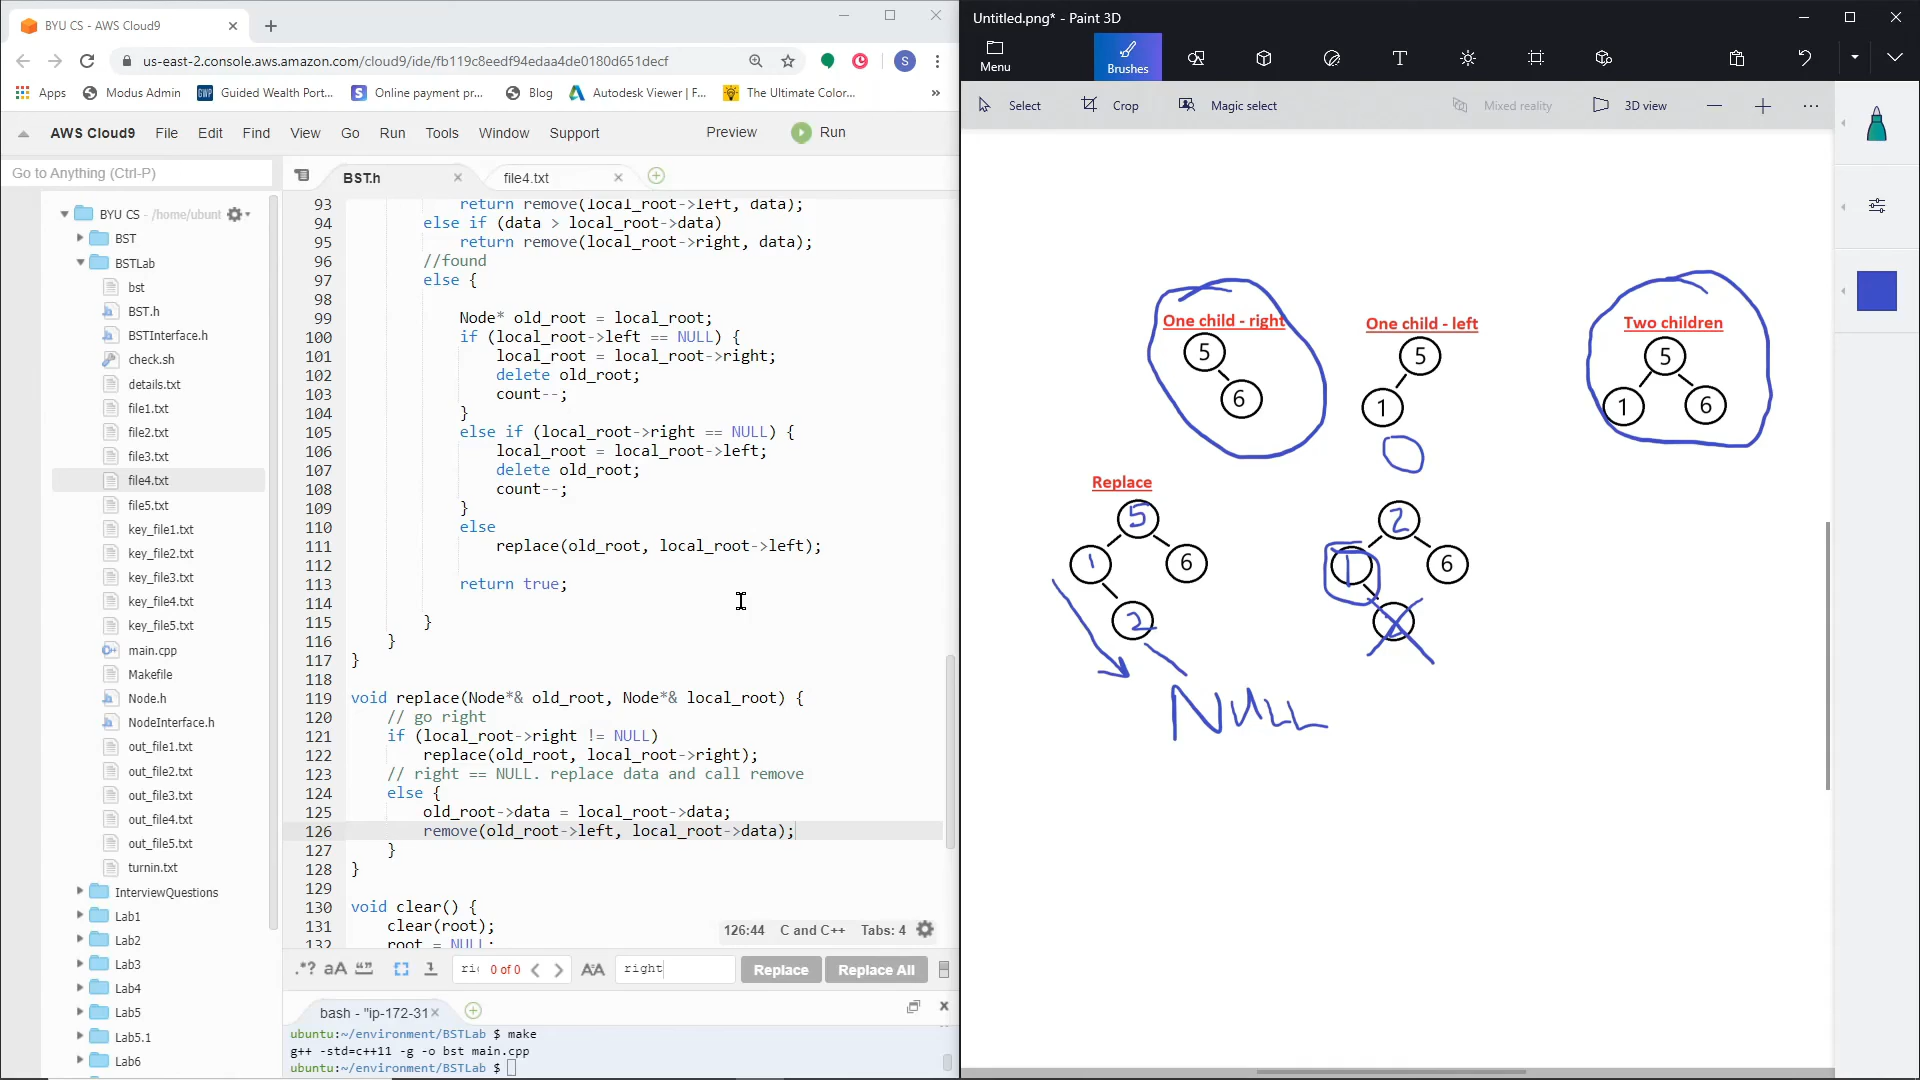 BYU CS - AWS Cloud9
us-east-2.console.aws.amazon.com/cloud9/ide/fb119c8eedf94edaa4de0180d651decf
S
Apps
Modus Admin
GWP
Guided Wealth Port...
S
Online payment pr...
Blog
Autodesk Viewer | F...
The Ultimate Color...
»
AWS Cloud9
File
Edit
Find
View
Go
Run
Tools
Window
Support
Preview
Run
Go to Anything (Ctrl-P)
BYU CS - /home/ubunt
BST
BSTLab
bst
BST.h
BSTInterface.h
check.sh
details.txt
file1.txt
file2.txt
file3.txt
file4.txt
file5.txt
key_file1.txt
key_file2.txt
key_file3.txt
key_file4.txt
key_file5.txt
main.cpp
Makefile
Node.h
NodeInterface.h
out_file1.txt
out_file2.txt
out_file3.txt
out_file4.txt
out_file5.txt
turnin.txt
InterviewQuestions
Lab1
Lab2
Lab3
Lab4
Lab5
Lab5.1
Lab6
BST.h
file4.txt
93 return remove(local_root->left, data);
94 else if (data > local_root->data)
95 return remove(local_root->right, data);
96 //found
97 else {
98
99 Node* old_root = local_root;
100 if (local_root->left == NULL) {
101 local_root = local_root->right;
102 delete old_root;
103 count--;
104 }
105 else if (local_root->right == NULL) {
106 local_root = local_root->left;
107 delete old_root;
108 count--;
109 }
110 else
111 replace(old_root, local_root->left);
112
113 return true;
114
115 }
116 }
117 }
118
119 void replace(Node*& old_root, Node*& local_root) {
120 // go right
121 if (local_root->right != NULL)
122 replace(old_root, local_root->right);
123 // right == NULL. replace data and call remove
124 else {
125 old_root->data = local_root->data;
126 remove(old_root->left, local_root->data);
127 }
128 }
129
130 void clear() {
131 clear(root);
132 root = NULL;
126:44 C and C++ Tabs: 4
.*? aA
0 of 0
AA
right
Replace
Replace All
bash - "ip-172-31
ubuntu:~/environment/BSTLab $ make
g++ -std=c++11 -g -o bst main.cpp
ubuntu:~/environment/BSTLab $
Untitled.png* - Paint 3D
Menu
Brushes
Select
Crop
Magic select
Mixed reality
3D view
One child - right
5
6
One child - left
5
1
Two children
5
1 6
Replace
5
1 6
2
NULL
2
1 6